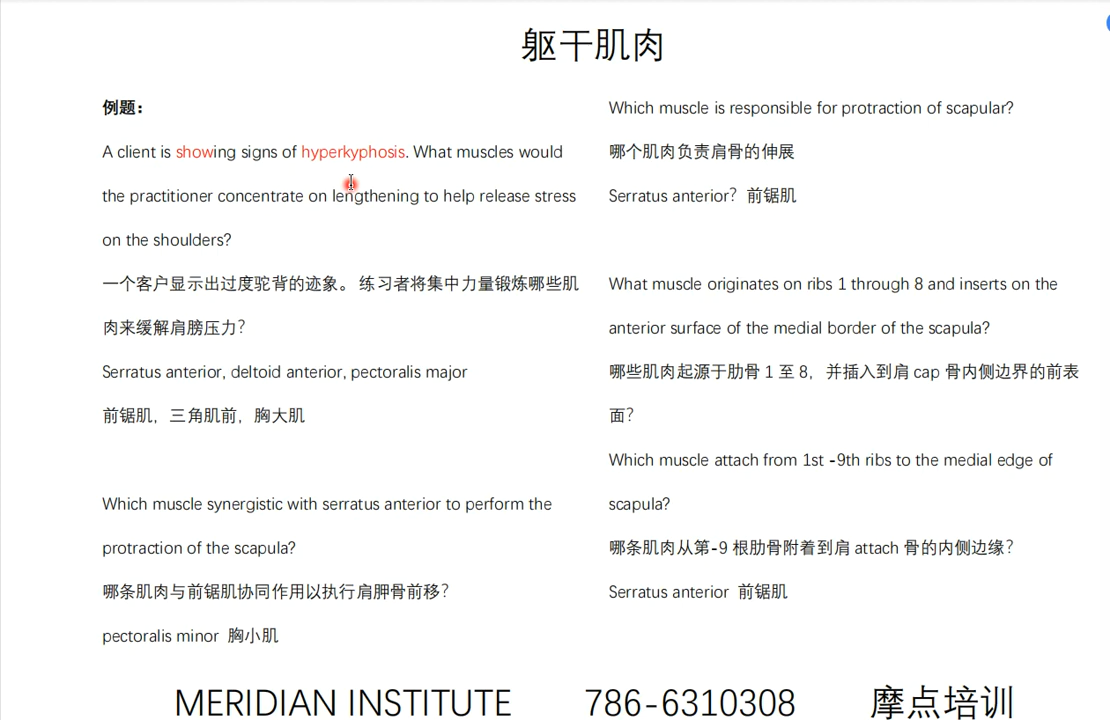 躯干肌肉
例题：
A client is showing signs of hyperkyphosis. What muscles would
the practitioner concentrate on lengthening to help release stress
on the shoulders?
一个客户显示出过度驼背的迹象。 练习者将集中力量锻炼哪些肌
肉来缓解肩膀压力？
Serratus anterior, deltoid anterior, pectoralis major
前锯肌，三角肌前，胸大肌
Which muscle synergistic with serratus anterior to perform the
protraction of the scapula?
哪条肌肉与前锯肌协同作用以执行肩胛骨前移？
pectoralis minor 胸小肌
Which muscle is responsible for protraction of scapular?
哪个肌肉负责肩骨的伸展
Serratus anterior？前锯肌
What muscle originates on ribs 1 through 8 and inserts on the
anterior surface of the medial border of the scapula?
哪些肌肉起源于肋骨 1 至 8，并插入到肩 cap 骨内侧边界的前表
面？
Which muscle attach from 1st -9th ribs to the medial edge of
scapula?
哪条肌肉从第-9 根肋骨附着到肩 attach 骨的内侧边缘？
Serratus anterior 前锯肌
MERIDIAN INSTITUTE 786-6310308 摩点培训